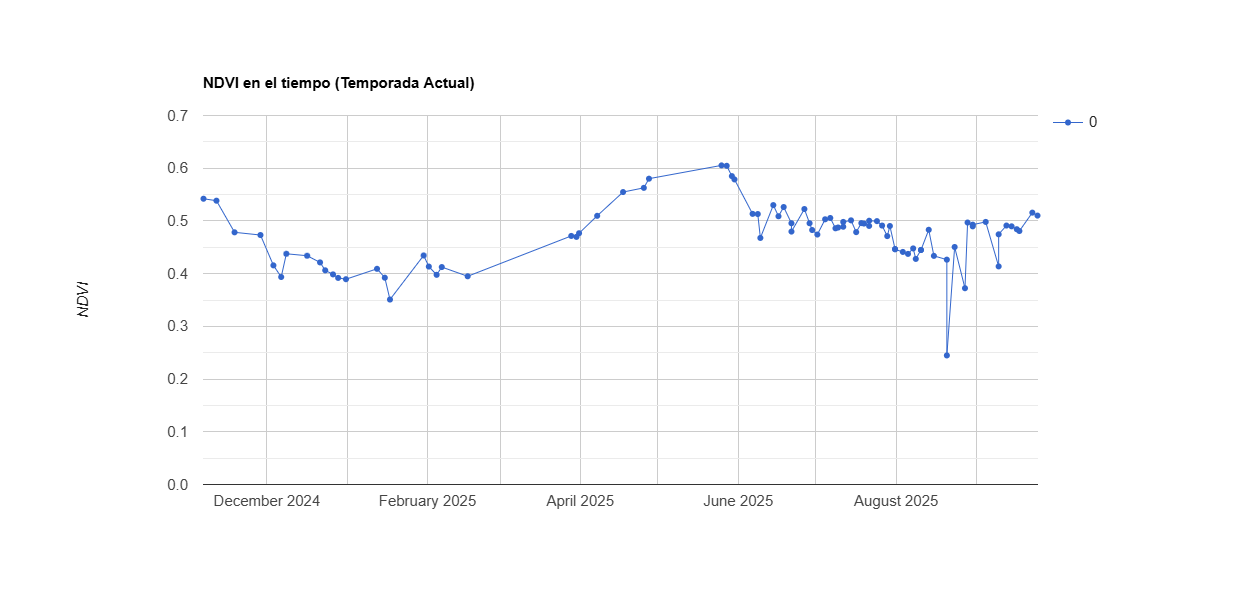 NDVI en el tiempo (Temporada Actual)
0.7
0
0.6
0.5
0.4
NDVI
0.3
0.2
0.1
0.0
December 2024
February 2025
April 2025
June 2025
August 2025